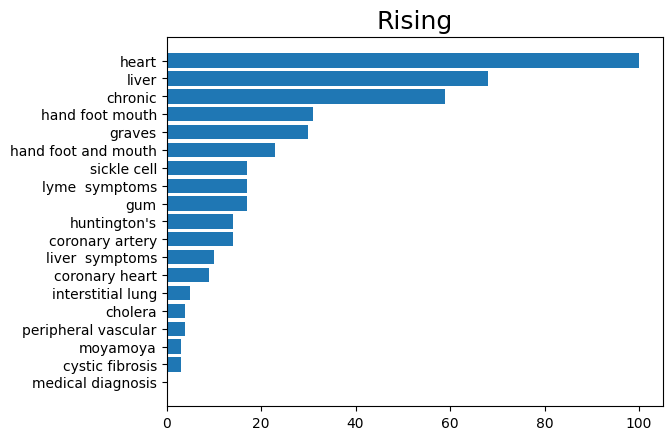 Rising
heart
liver
chronic
hand foot mouth
graves
hand foot and mouth
sickle cell
lyme  symptoms
gum
huntington's
coronary artery
liver  symptoms
coronary heart
interstitial lung
cholera
peripheral vascular
moyamoya
cystic fibrosis
medical diagnosis
0 20 40 60 80 100